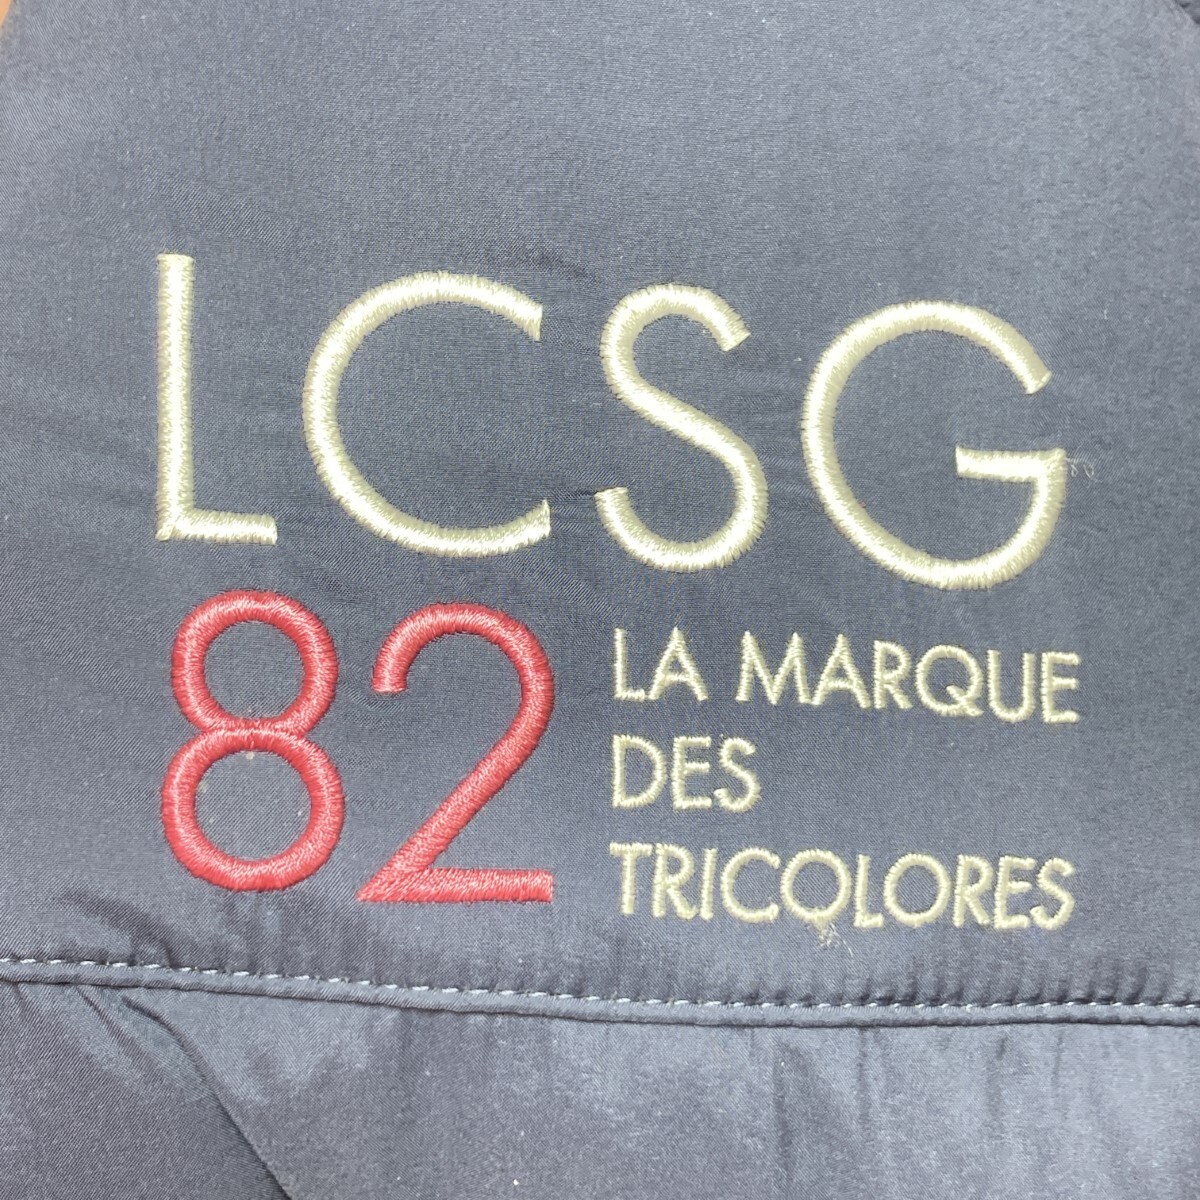 LCSG
82
LA MARQUE
DES
TRICOLORES